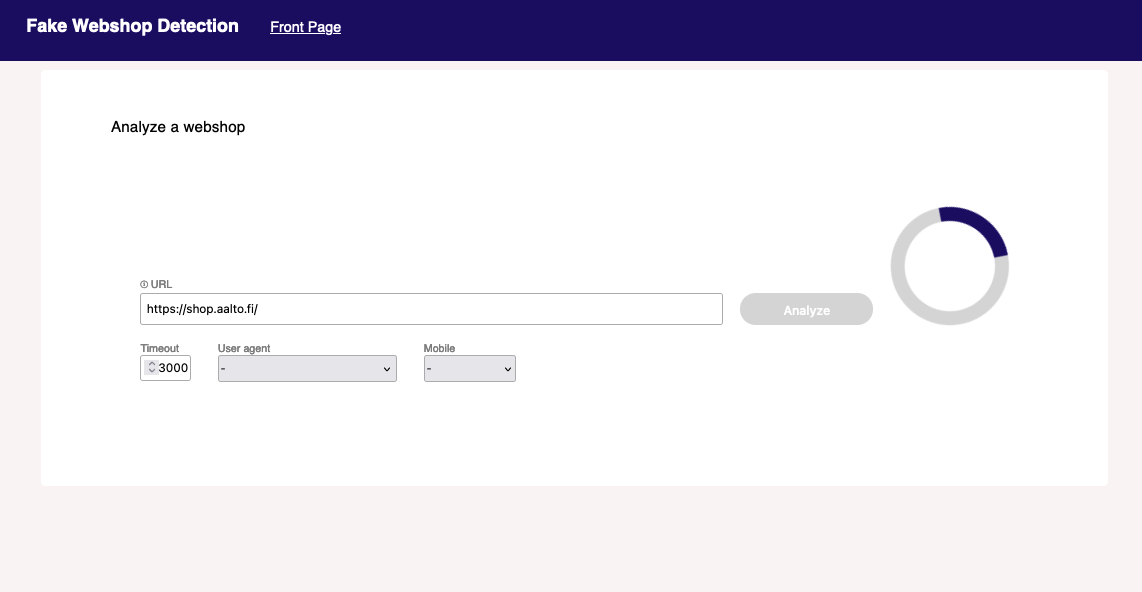 Fake Webshop Detection Front Page
Analyze a webshop
URL
https://shop.aalto.fi/
Analyze
Timeout User agent Mobile
3000 - -